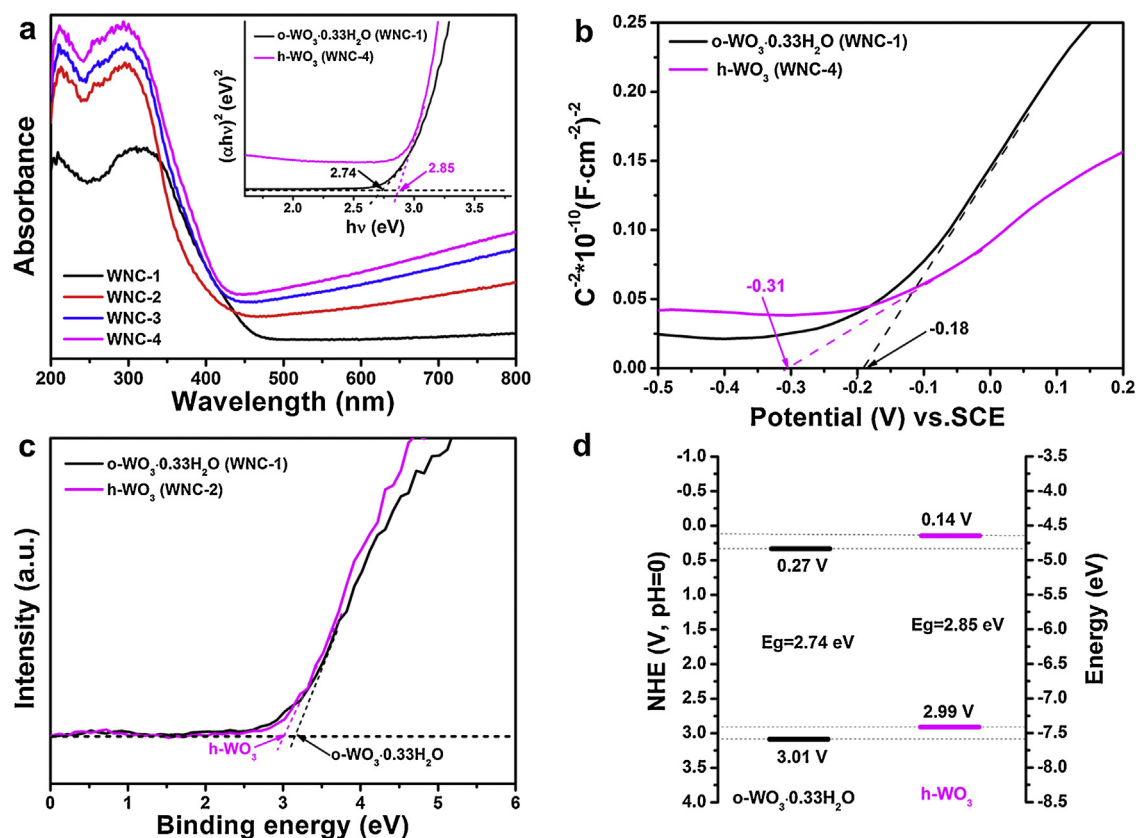 a
o-WO₃·0.33H₂O (WNC-1)
h-WO₃ (WNC-4)
(αhν)² (eV)²
2.74
2.85
2.0 2.5 3.0 3.5
hν (eV)
Absorbance
WNC-1
WNC-2
WNC-3
WNC-4
200 300 400 500 600 700 800
Wavelength (nm)
b
o-WO₃·0.33H₂O (WNC-1)
h-WO₃ (WNC-4)
C⁻²*10⁻¹⁰(F·cm⁻²)⁻²
0.25
0.20
0.15
0.10
0.05
0.00
-0.31
-0.18
-0.5 -0.4 -0.3 -0.2 -0.1 0.0 0.1 0.2
Potential (V) vs.SCE
c
o-WO₃·0.33H₂O (WNC-1)
h-WO₃ (WNC-2)
Intensity (a.u.)
h-WO₃
o-WO₃·0.33H₂O
0 1 2 3 4 5 6
Binding energy (eV)
d
NHE (V, pH=0)
-1.0
-0.5
0.0
0.5
1.0
1.5
2.0
2.5
3.0
3.5
4.0
0.14 V
0.27 V
Eg=2.74 eV
Eg=2.85 eV
2.99 V
3.01 V
o-WO₃·0.33H₂O
h-WO₃
-3.5
-4.0
-4.5
-5.0
-5.5
-6.0
-6.5
-7.0
-7.5
-8.0
-8.5
Energy (eV)